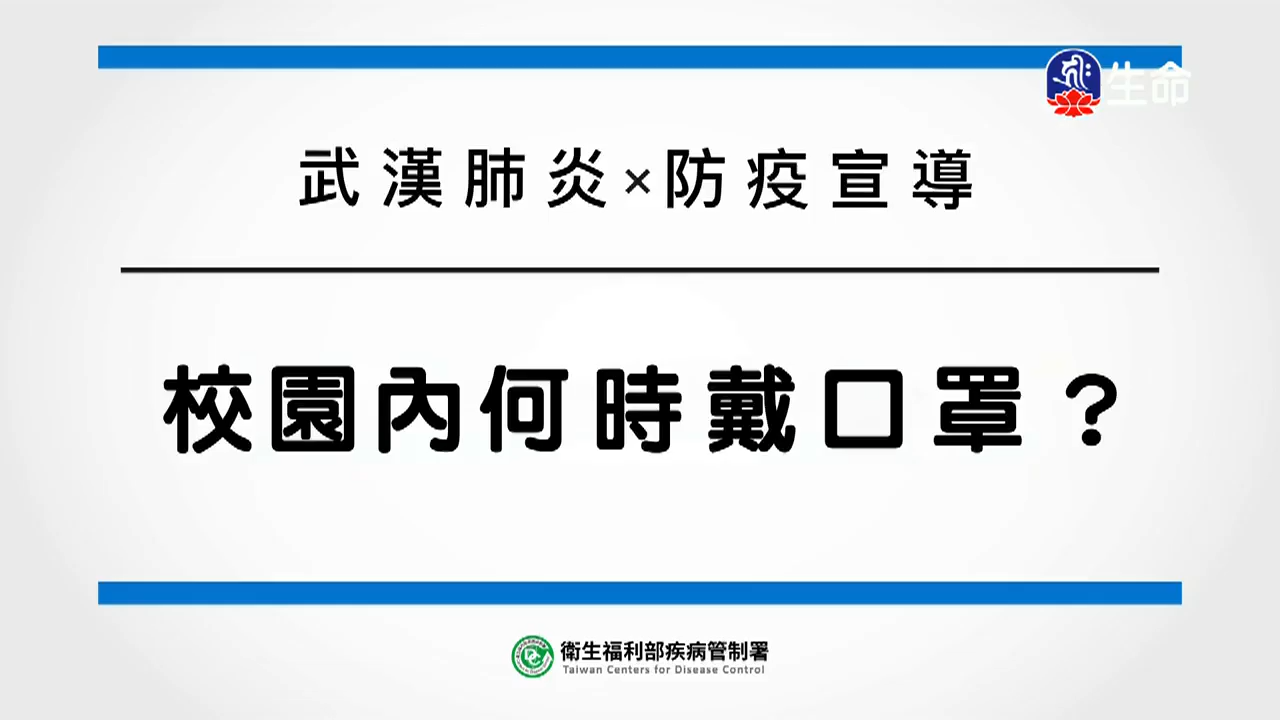 生命
武漢肺炎×防疫宣導
校園內何時戴口罩？
衛生福利部疾病管制署
Taiwan Centers for Disease Control